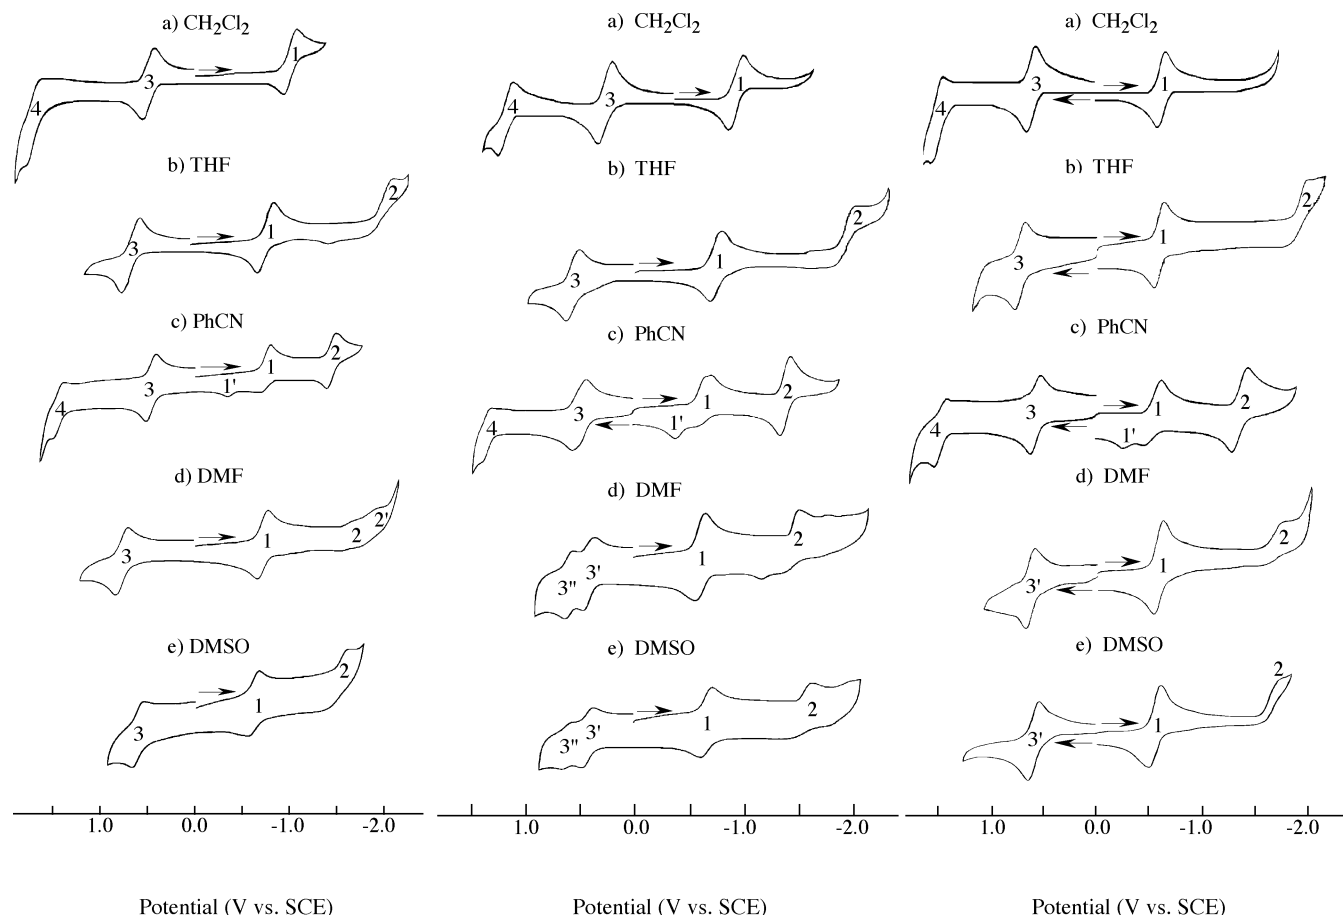 a) CH2Cl2
1
3
4
b) THF
2
3
1
c) PhCN
1
2
3
1'
4
d) DMF
2'
3
1
2
e) DMSO
2
1
3
1.0 0.0 -1.0 -2.0
Potential (V vs. SCE)
a) CH2Cl2
1
3
4
b) THF
2
1
3
c) PhCN
2
1
3
1'
4
d) DMF
2
1
3'
3''
e) DMSO
2
1
3'
3''
1.0 0.0 -1.0 -2.0
Potential (V vs. SCE)
a) CH2Cl2
3
1
4
b) THF
2
1
3
c) PhCN
2
1
3
4
1'
d) DMF
2
1
3'
e) DMSO
2
1
3'
1.0 0.0 -1.0 -2.0
Potential (V vs. SCE)